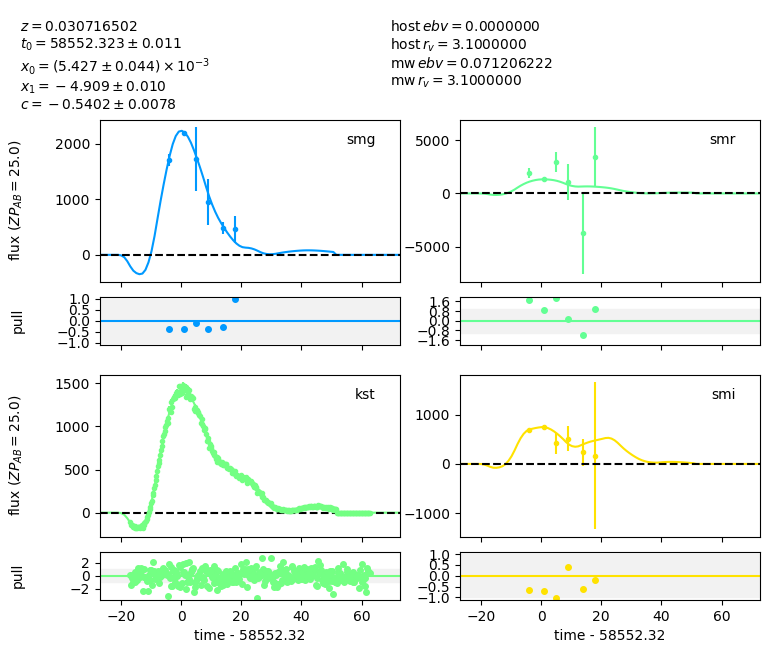 z = 0.030716502
t₀ = 58552.323 ± 0.011
x₀ = (5.427 ± 0.044) × 10⁻³
x₁ = −4.909 ± 0.010
c = −0.5402 ± 0.0078
host ebv = 0.0000000
host r_v = 3.1000000
mw ebv = 0.071206222
mw r_v = 3.1000000
smg
2000
1000
0
flux (ZP_AB = 25.0)
smr
5000
0
−5000
1.0
0.5
0.0
−0.5
−1.0
pull
1.6
0.8
0.0
−0.8
−1.6
kst
1500
1000
500
0
flux (ZP_AB = 25.0)
smi
1000
0
−1000
2
0
−2
pull
−20 0 20 40 60
time - 58552.32
1.0
0.5
0.0
−0.5
−1.0
−20 0 20 40 60
time - 58552.32